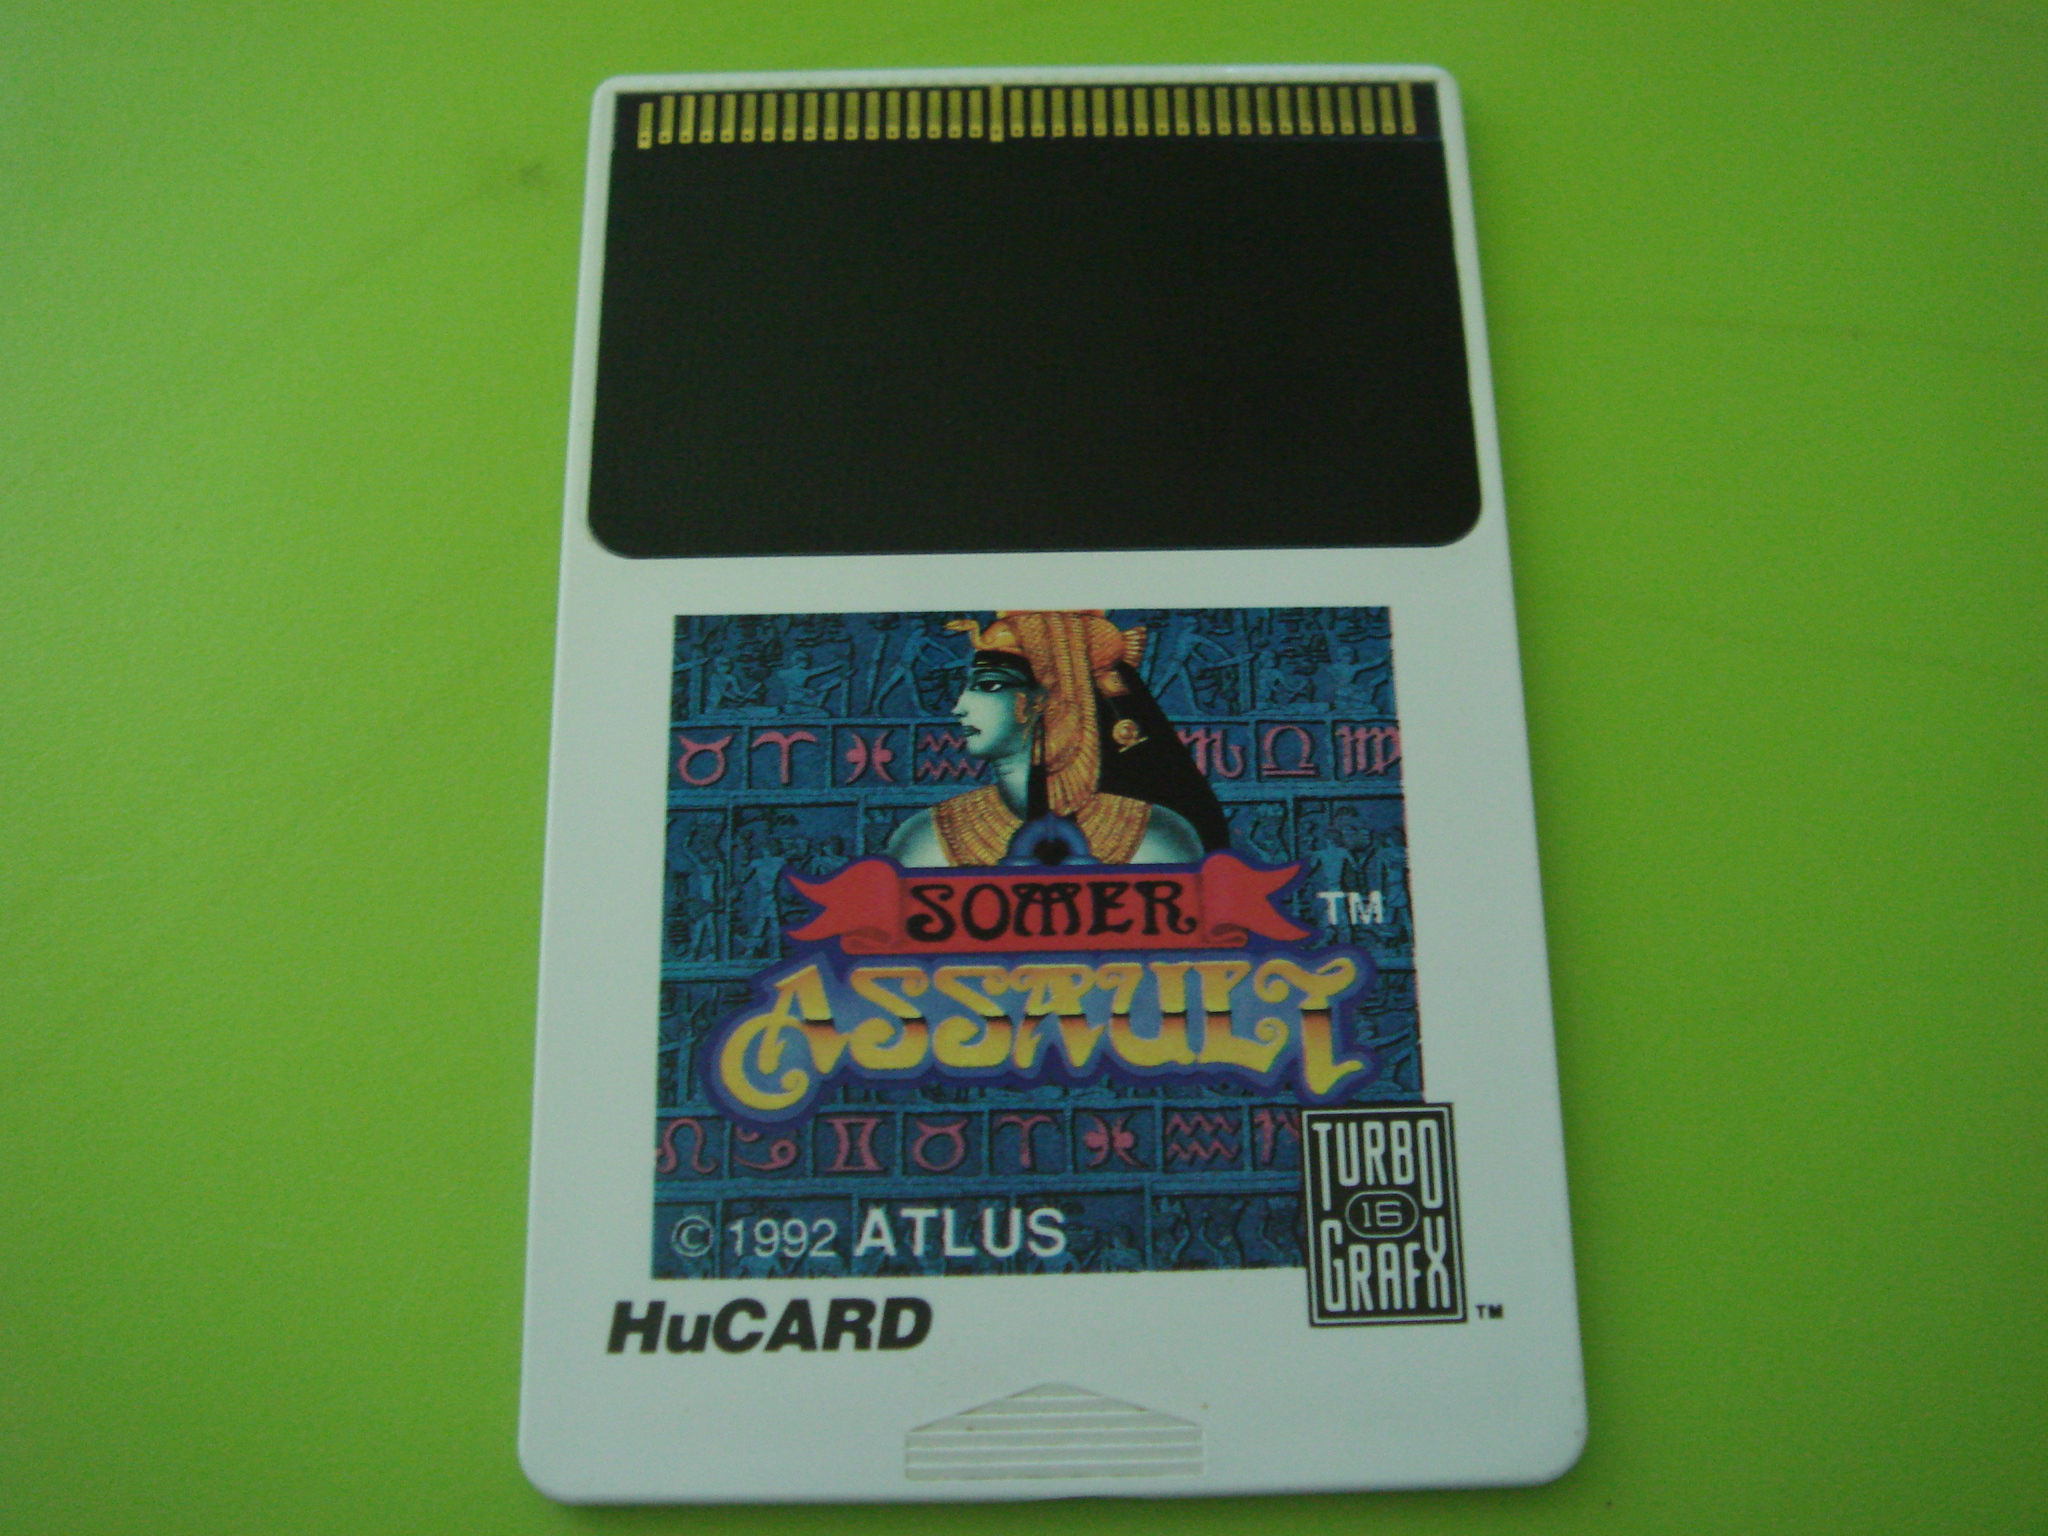 SOMER
TM
ASSAULT
© 1992 ATLUS
TURBO
16
GRAFX
TM
HuCARD